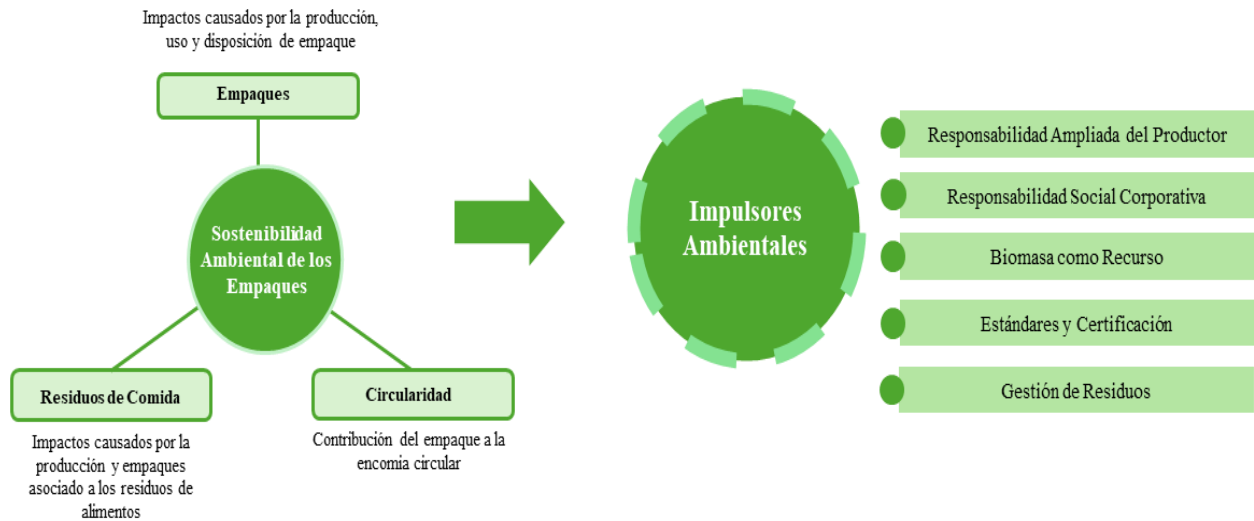 Impactos causados por la producción,
uso y disposición de empaque
Empaques
Sostenibilidad
Ambiental de los
Empaques
Residuos de Comida
Impactos causados por la
producción y empaques
asociado a los residuos de
alimentos
Circularidad
Contribución del empaque a la
encomia circular
Impulsores
Ambientales
Responsabilidad Ampliada del Productor
Responsabilidad Social Corporativa
Biomasa como Recurso
Estándares y Certificación
Gestión de Residuos